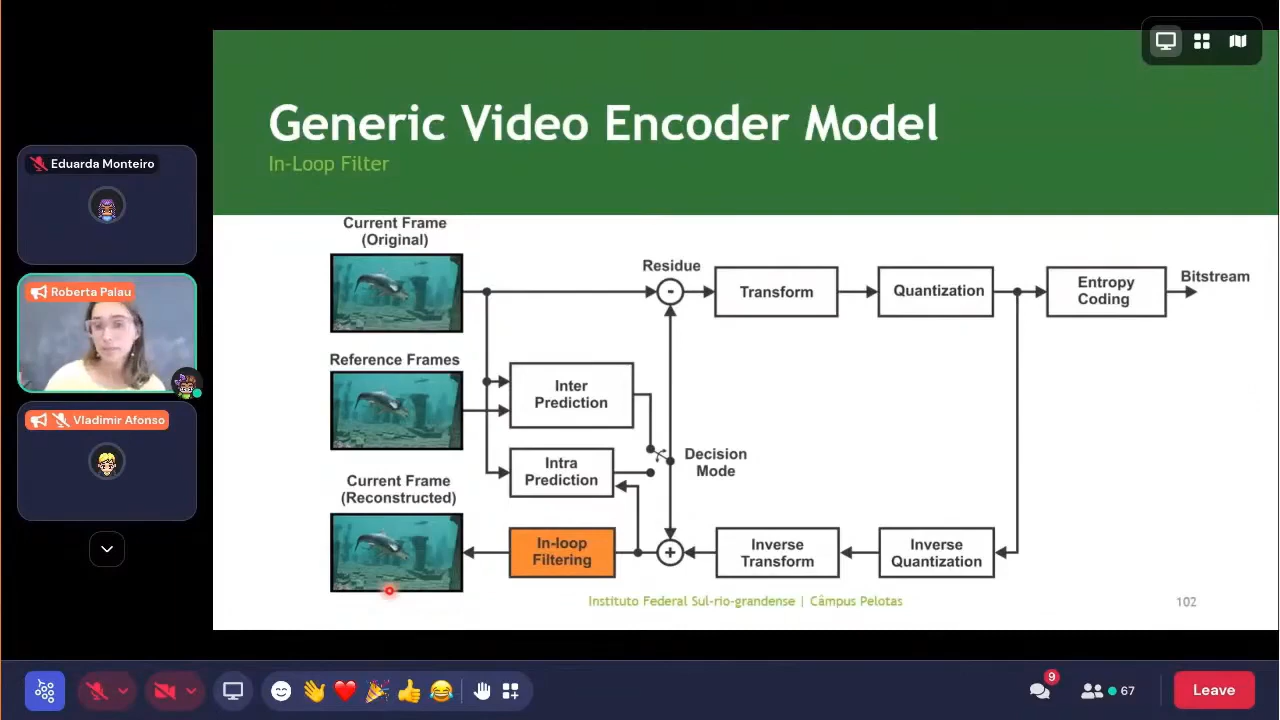 Generic Video Encoder Model
In-Loop Filter
Eduarda Monteiro
Roberta Palau
Vladimir Afonso
Current Frame
(Original)
Residue
-
Transform
Quantization
Entropy
Coding
Bitstream
Reference Frames
Inter
Prediction
Intra
Prediction
Decision
Mode
Current Frame
(Reconstructed)
In-loop
Filtering
+
Inverse
Transform
Inverse
Quantization
Instituto Federal Sul-rio-grandense | Câmpus Pelotas
102
9
67
Leave